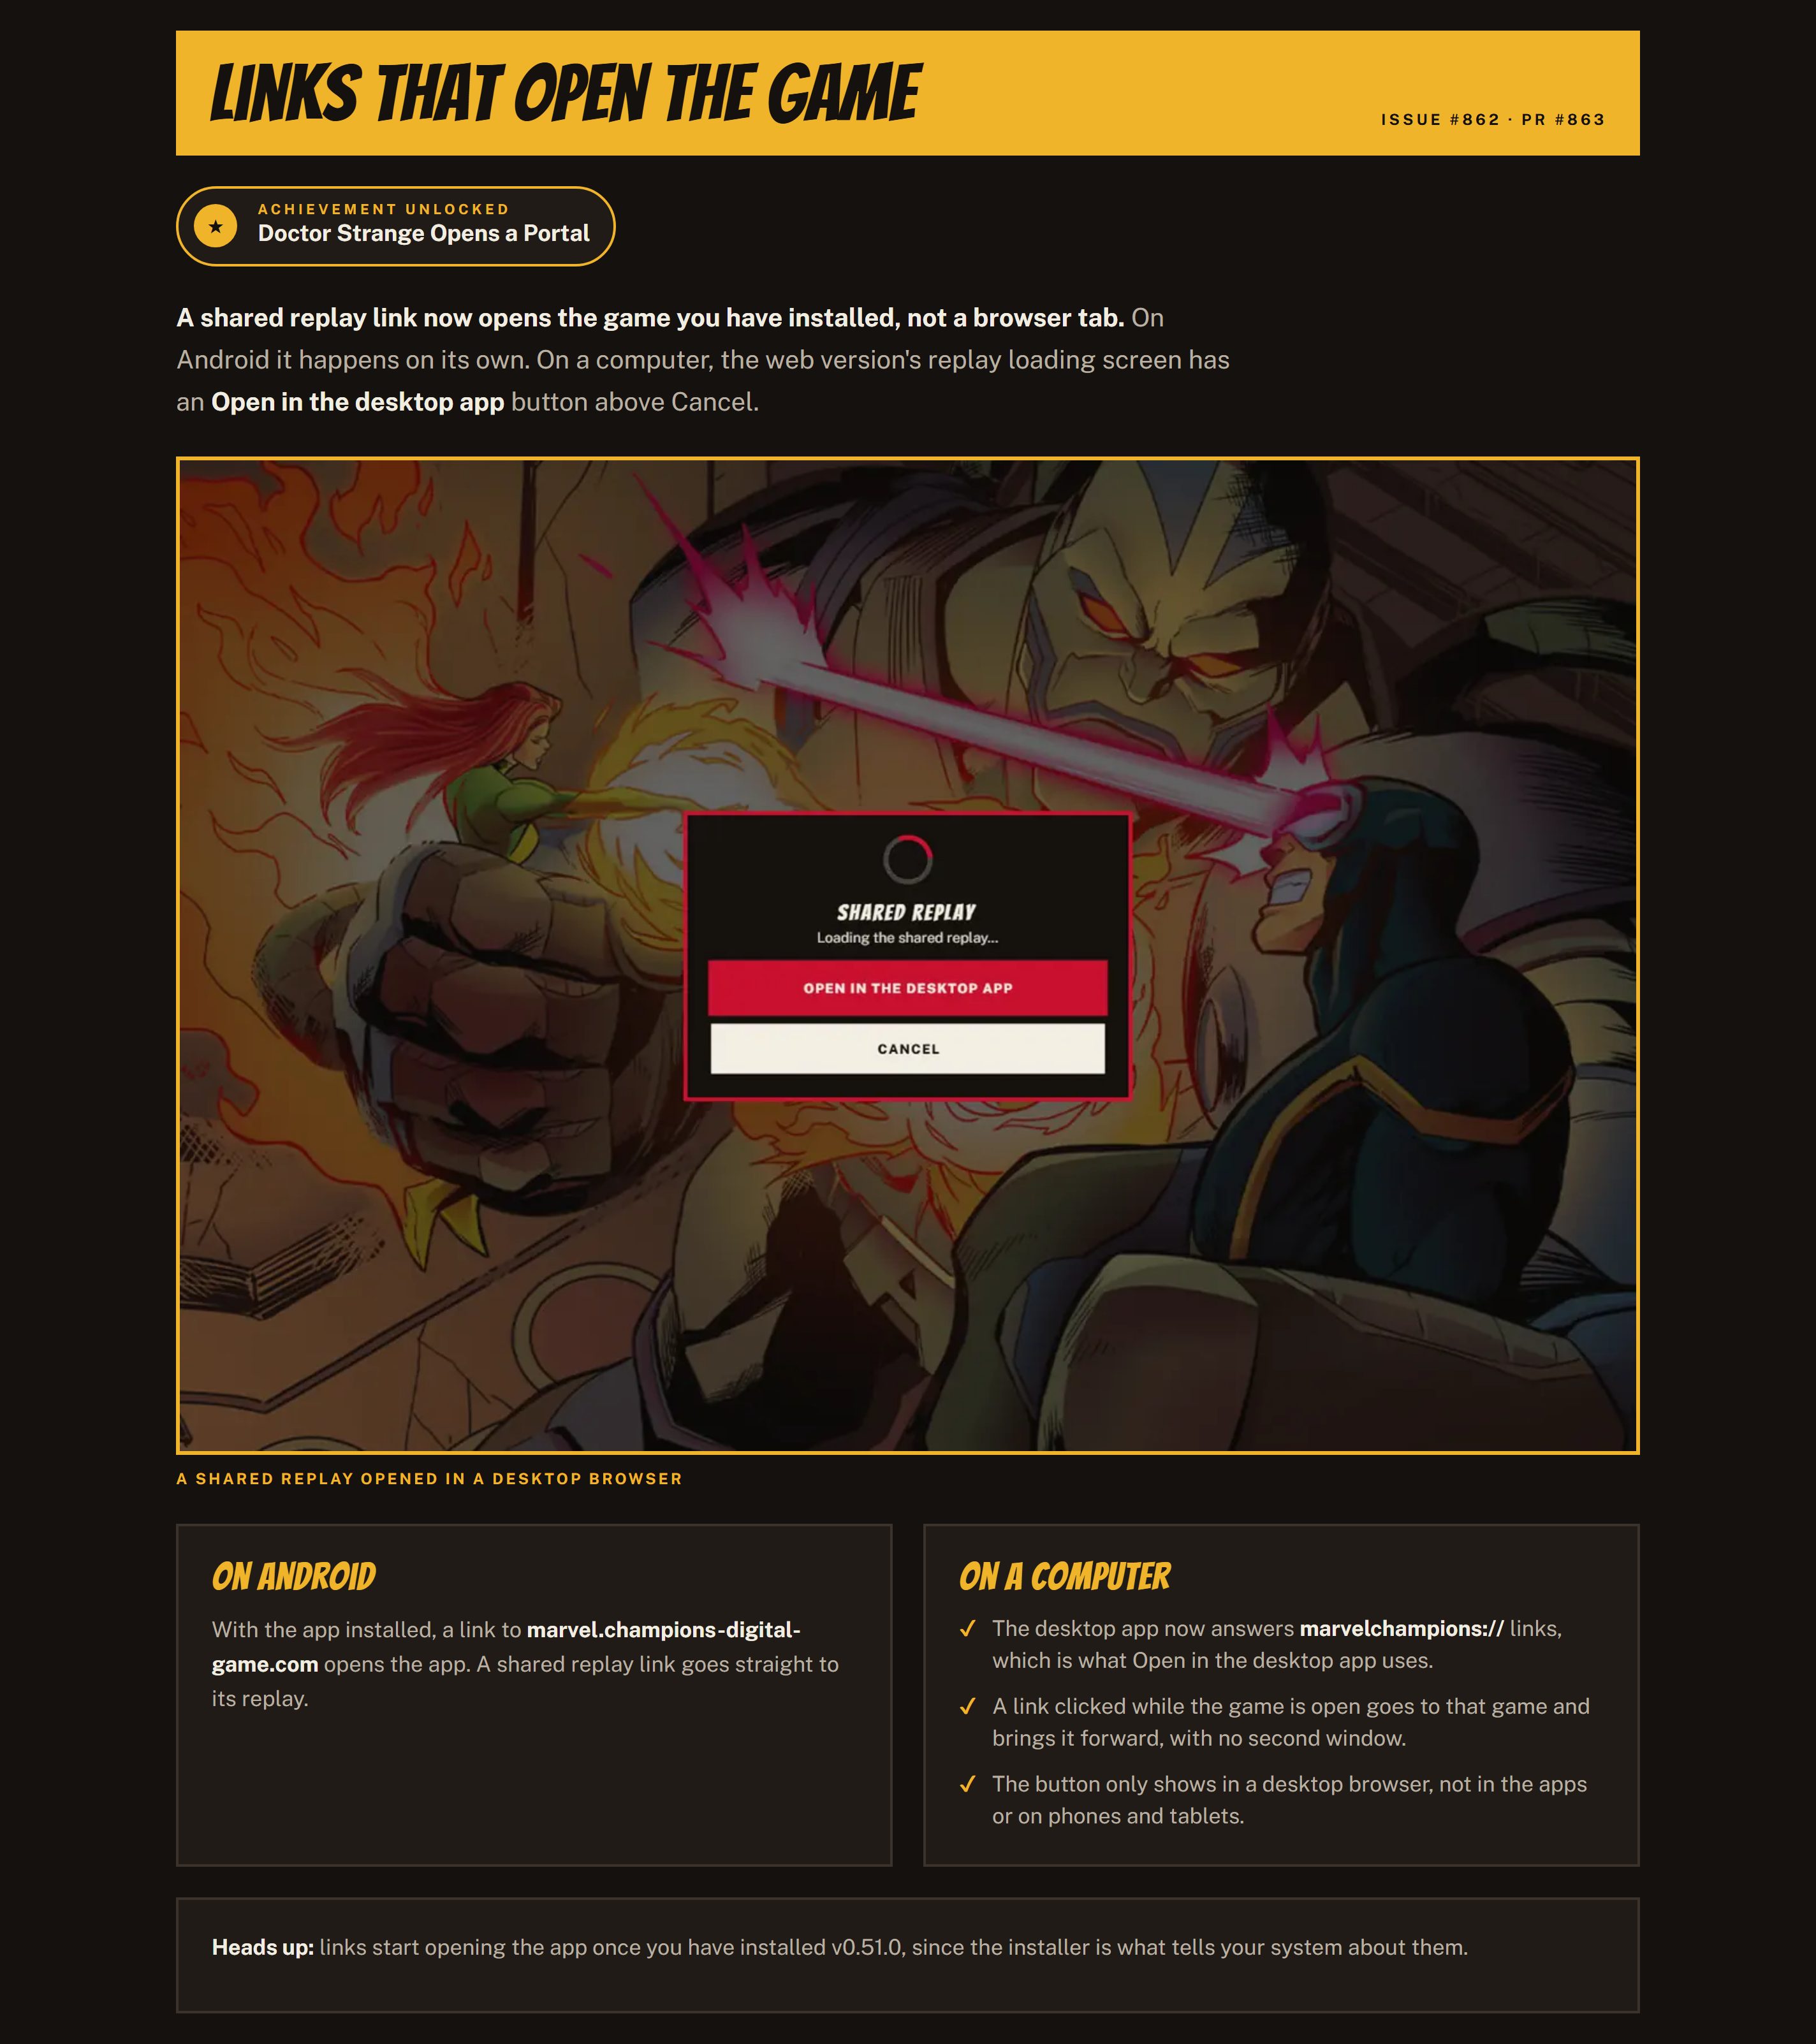 LINKS THAT OPEN THE GAME
ISSUE #862 · PR #863
★
ACHIEVEMENT UNLOCKED
Doctor Strange Opens a Portal
A shared replay link now opens the game you have installed, not a browser tab. On
Android it happens on its own. On a computer, the web version's replay loading screen has
an Open in the desktop app button above Cancel.
SHARED REPLAY
Loading the shared replay...
OPEN IN THE DESKTOP APP
CANCEL
A SHARED REPLAY OPENED IN A DESKTOP BROWSER
ON ANDROID
With the app installed, a link to marvel.champions-digital-
game.com opens the app. A shared replay link goes straight to
its replay.
ON A COMPUTER
✓ The desktop app now answers marvelchampions:// links,
which is what Open in the desktop app uses.
✓ A link clicked while the game is open goes to that game and
brings it forward, with no second window.
✓ The button only shows in a desktop browser, not in the apps
or on phones and tablets.
Heads up: links start opening the app once you have installed v0.51.0, since the installer is what tells your system about them.